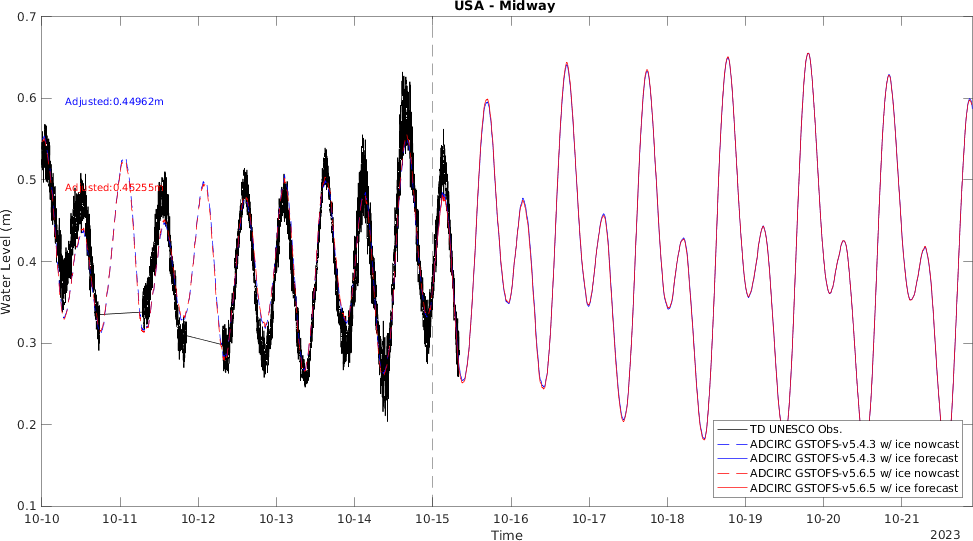 USA - Midway
0.7
0.6
0.5
0.4
0.3
0.2
0.1
Water Level (m)
Adjusted:0.44962m
Adjusted:0.45255m
TD UNESCO Obs.
ADCIRC GSTOFS-v5.4.3 w/ ice nowcast
ADCIRC GSTOFS-v5.4.3 w/ ice forecast
ADCIRC GSTOFS-v5.6.5 w/ ice nowcast
ADCIRC GSTOFS-v5.6.5 w/ ice forecast
10-10 10-11 10-12 10-13 10-14 10-15 10-16 10-17 10-18 10-19 10-20 10-21
Time
2023